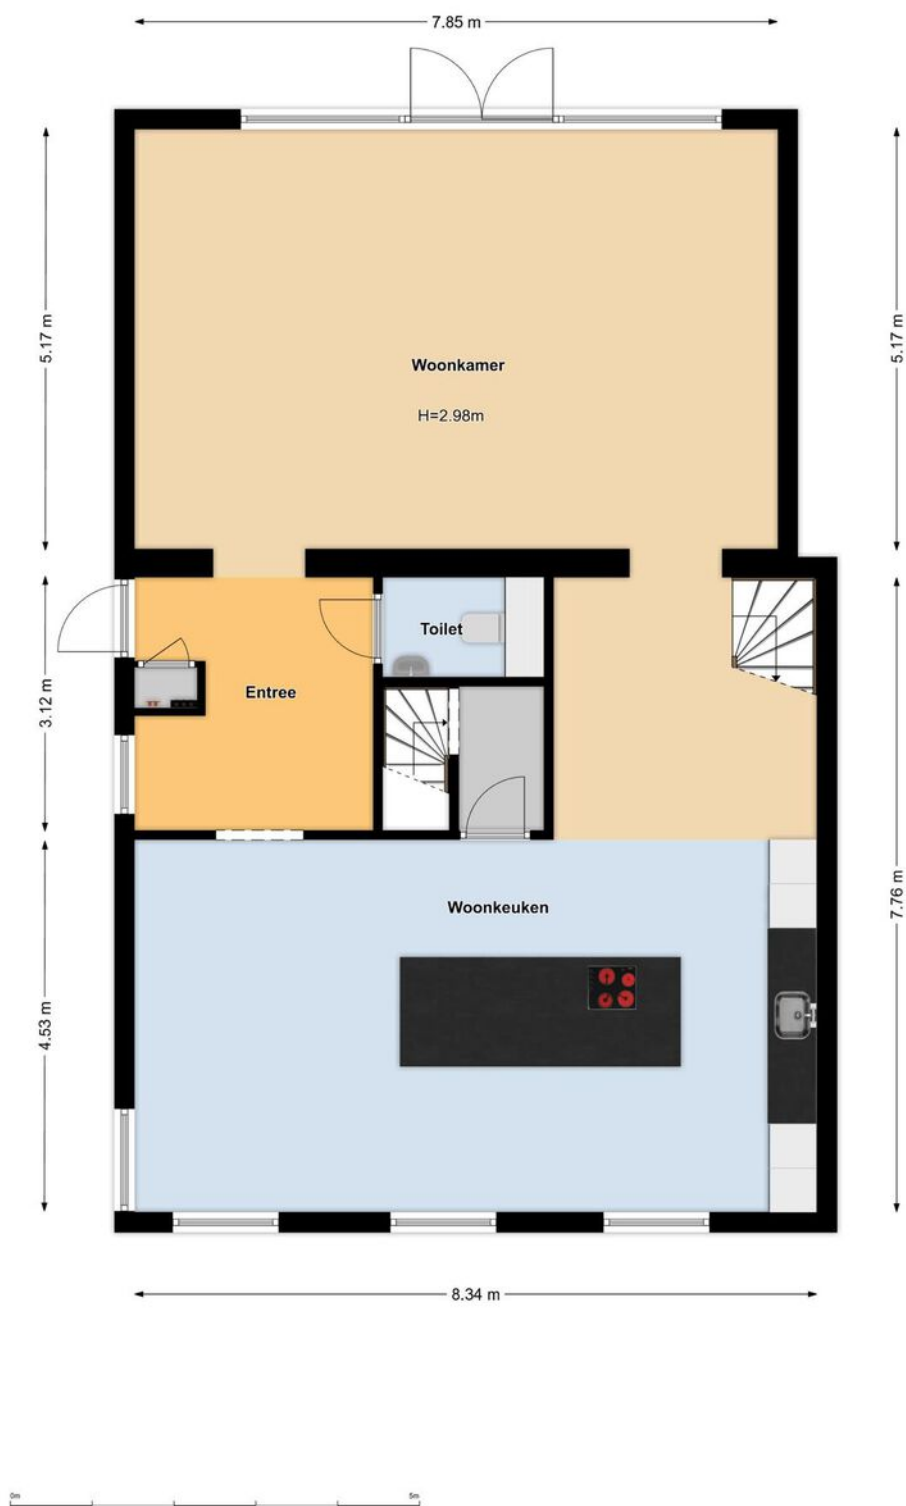 7.85 m
5.17 m
5.17 m
Woonkamer
H=2.98m
Toilet
Entree
3.12 m
Woonkeuken
7.76 m
4.53 m
8.34 m
0m
5m